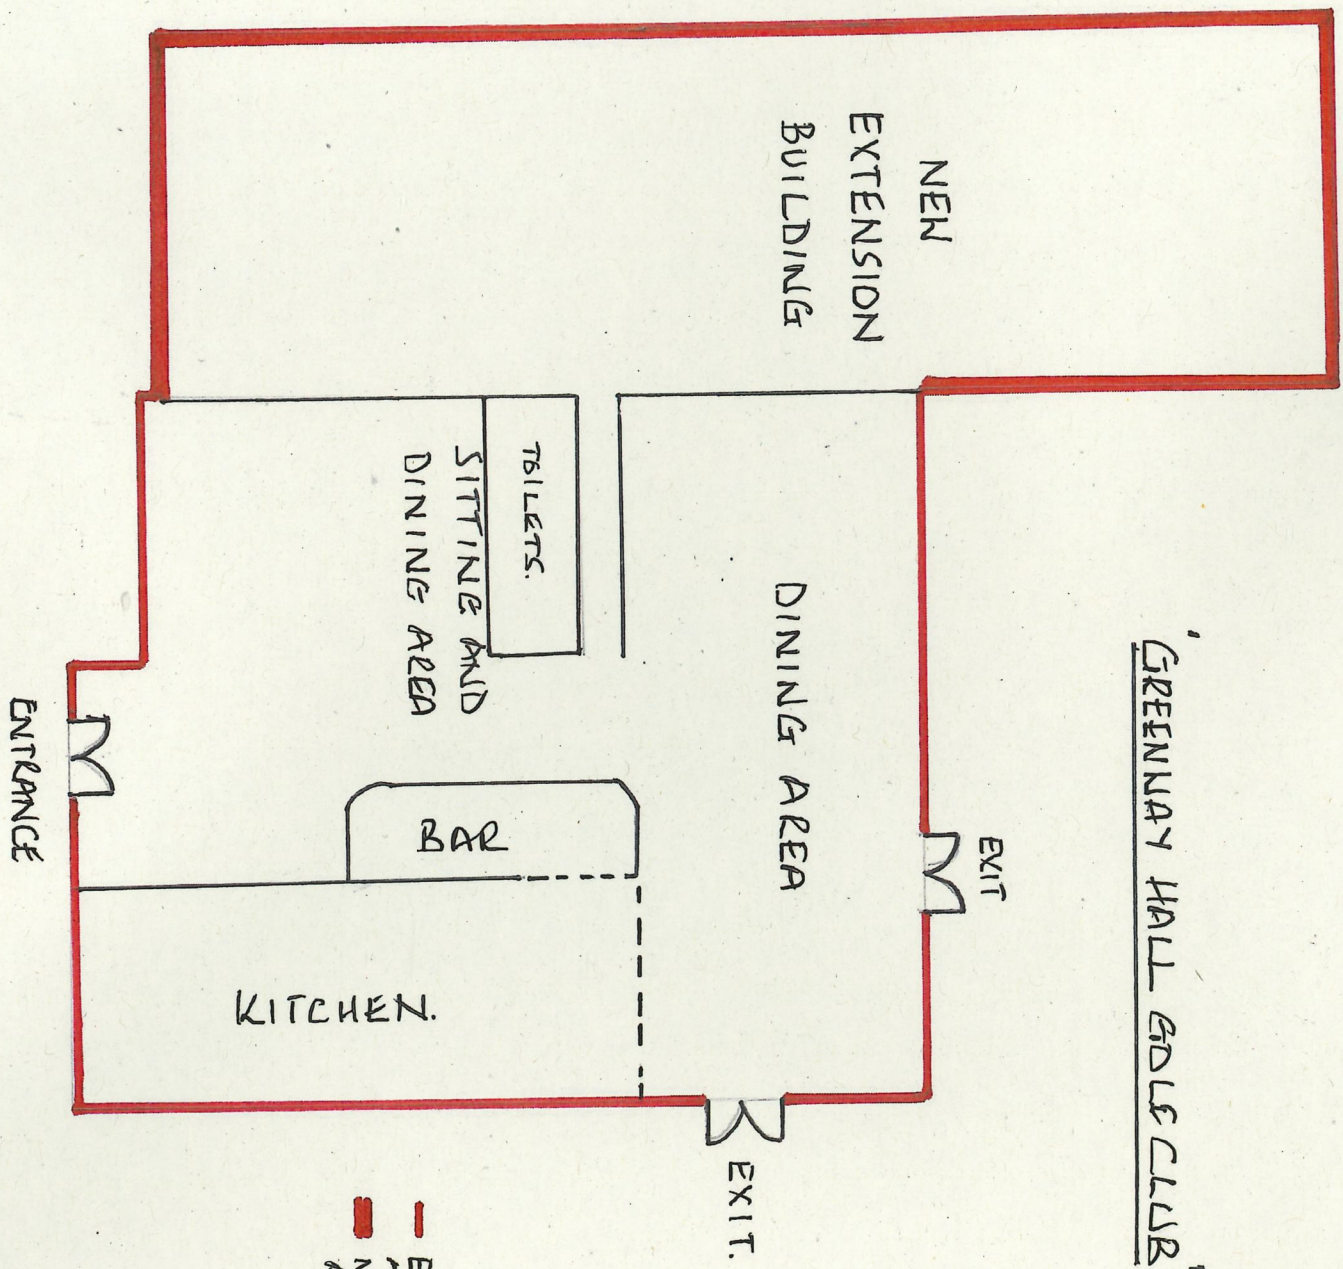 'GREENWAY HALL GOLF CLUB'
EXIT
NEW
EXTENSION
BUILDING
DINING AREA
EXIT.
TOILETS.
SITTING AND
DINING AREA
BAR
KITCHEN.
ENTRANCE